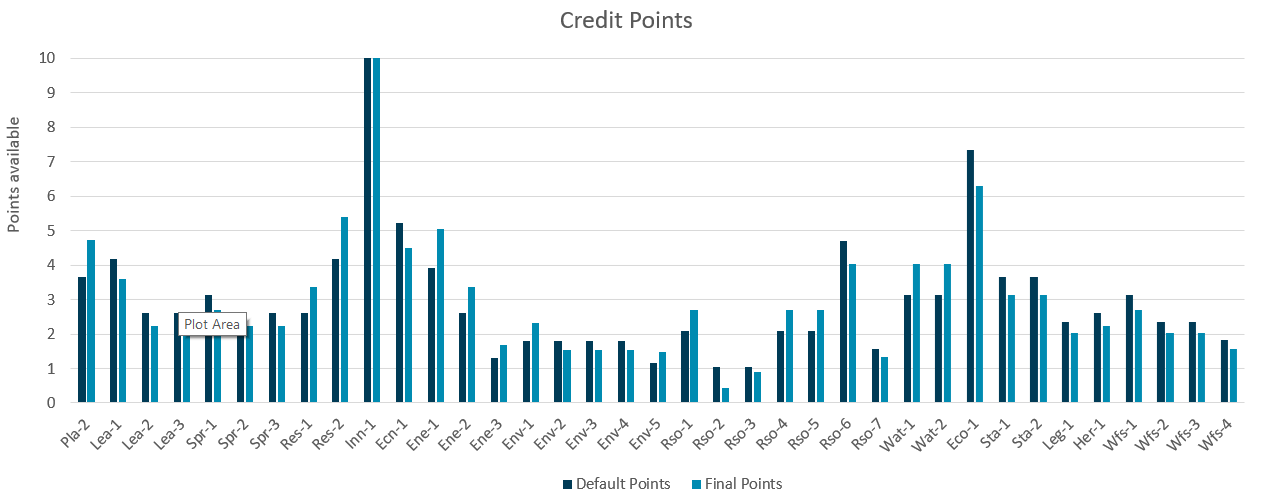 Credit Points
Points available
10
9
8
7
6
5
4
3
2
1
0
Plot Area
Pla-2 Lea-1 Lea-2 Lea-3 Spr-1 Spr-2 Spr-3 Res-1 Res-2 Inn-1 Ecn-1 Ene-1 Ene-2 Ene-3 Env-1 Env-2 Env-3 Env-4 Env-5 Rso-1 Rso-2 Rso-3 Rso-4 Rso-5 Rso-6 Rso-7 Wat-1 Wat-2 Eco-1 Sta-1 Sta-2 Leg-1 Her-1 Wfs-1 Wfs-2 Wfs-3 Wfs-4
Default Points Final Points